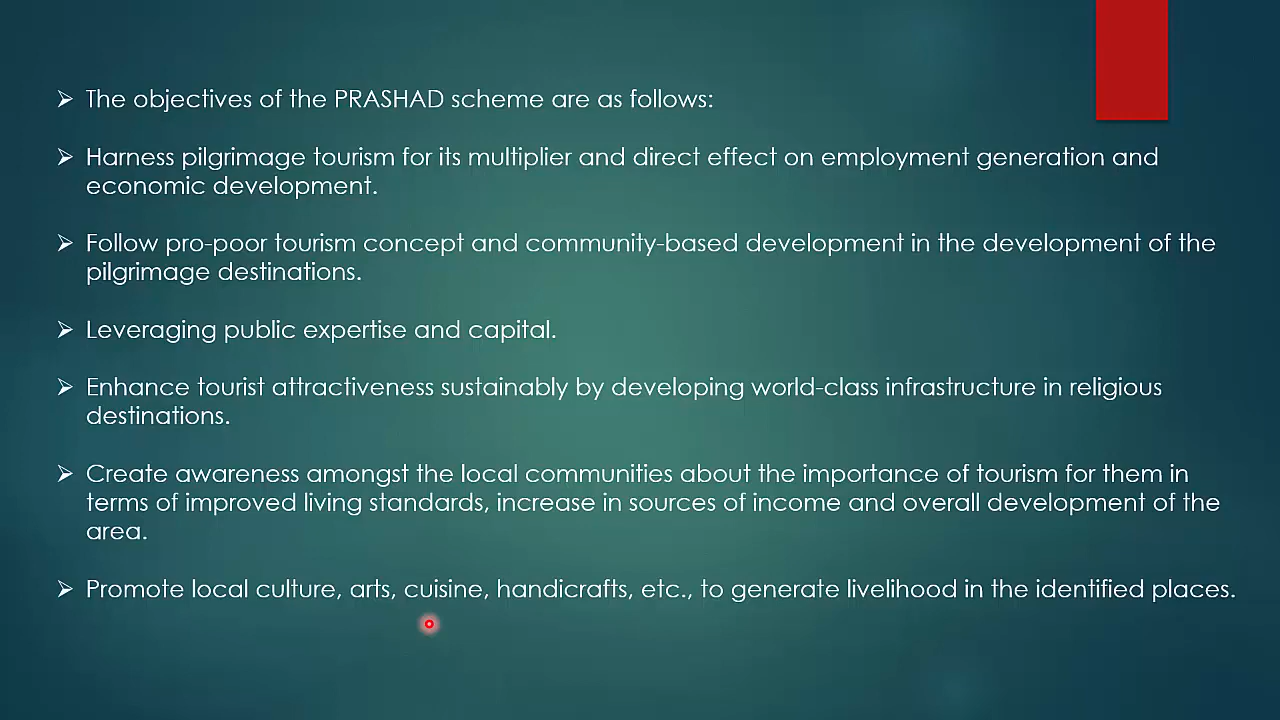 ➢ The objectives of the PRASHAD scheme are as follows:
➢ Harness pilgrimage tourism for its multiplier and direct effect on employment generation and
economic development.
➢ Follow pro-poor tourism concept and community-based development in the development of the
pilgrimage destinations.
➢ Leveraging public expertise and capital.
➢ Enhance tourist attractiveness sustainably by developing world-class infrastructure in religious
destinations.
➢ Create awareness amongst the local communities about the importance of tourism for them in
terms of improved living standards, increase in sources of income and overall development of the
area.
➢ Promote local culture, arts, cuisine, handicrafts, etc., to generate livelihood in the identified places.